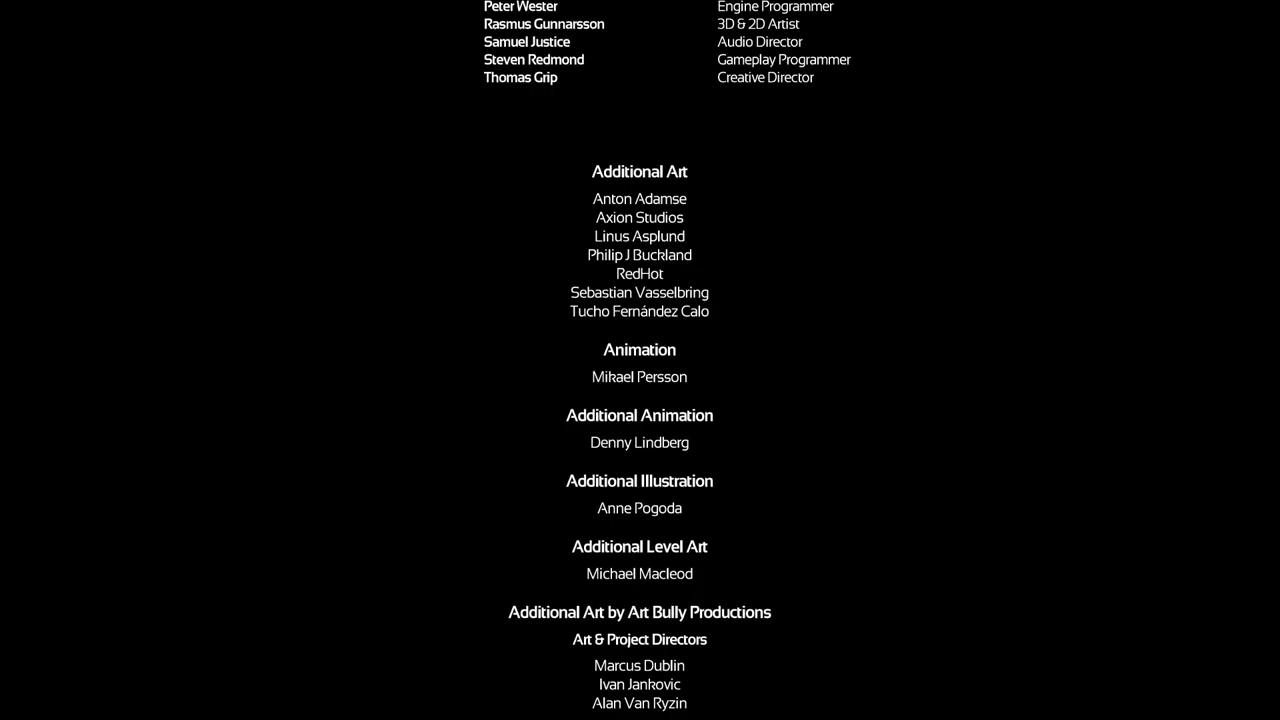 Peter Wester Engine Programmer
Rasmus Gunnarsson 3D & 2D Artist
Samuel Justice Audio Director
Steven Redmond Gameplay Programmer
Thomas Grip Creative Director
Additional Art
Anton Adamse
Axion Studios
Linus Asplund
Philip J Buckland
RedHot
Sebastian Vasselbring
Tucho Fernández Calo
Animation
Mikael Persson
Additional Animation
Denny Lindberg
Additional Illustration
Anne Pogoda
Additional Level Art
Michael Macleod
Additional Art by Art Bully Productions
Art & Project Directors
Marcus Dublin
Ivan Jankovic
Alan Van Ryzin